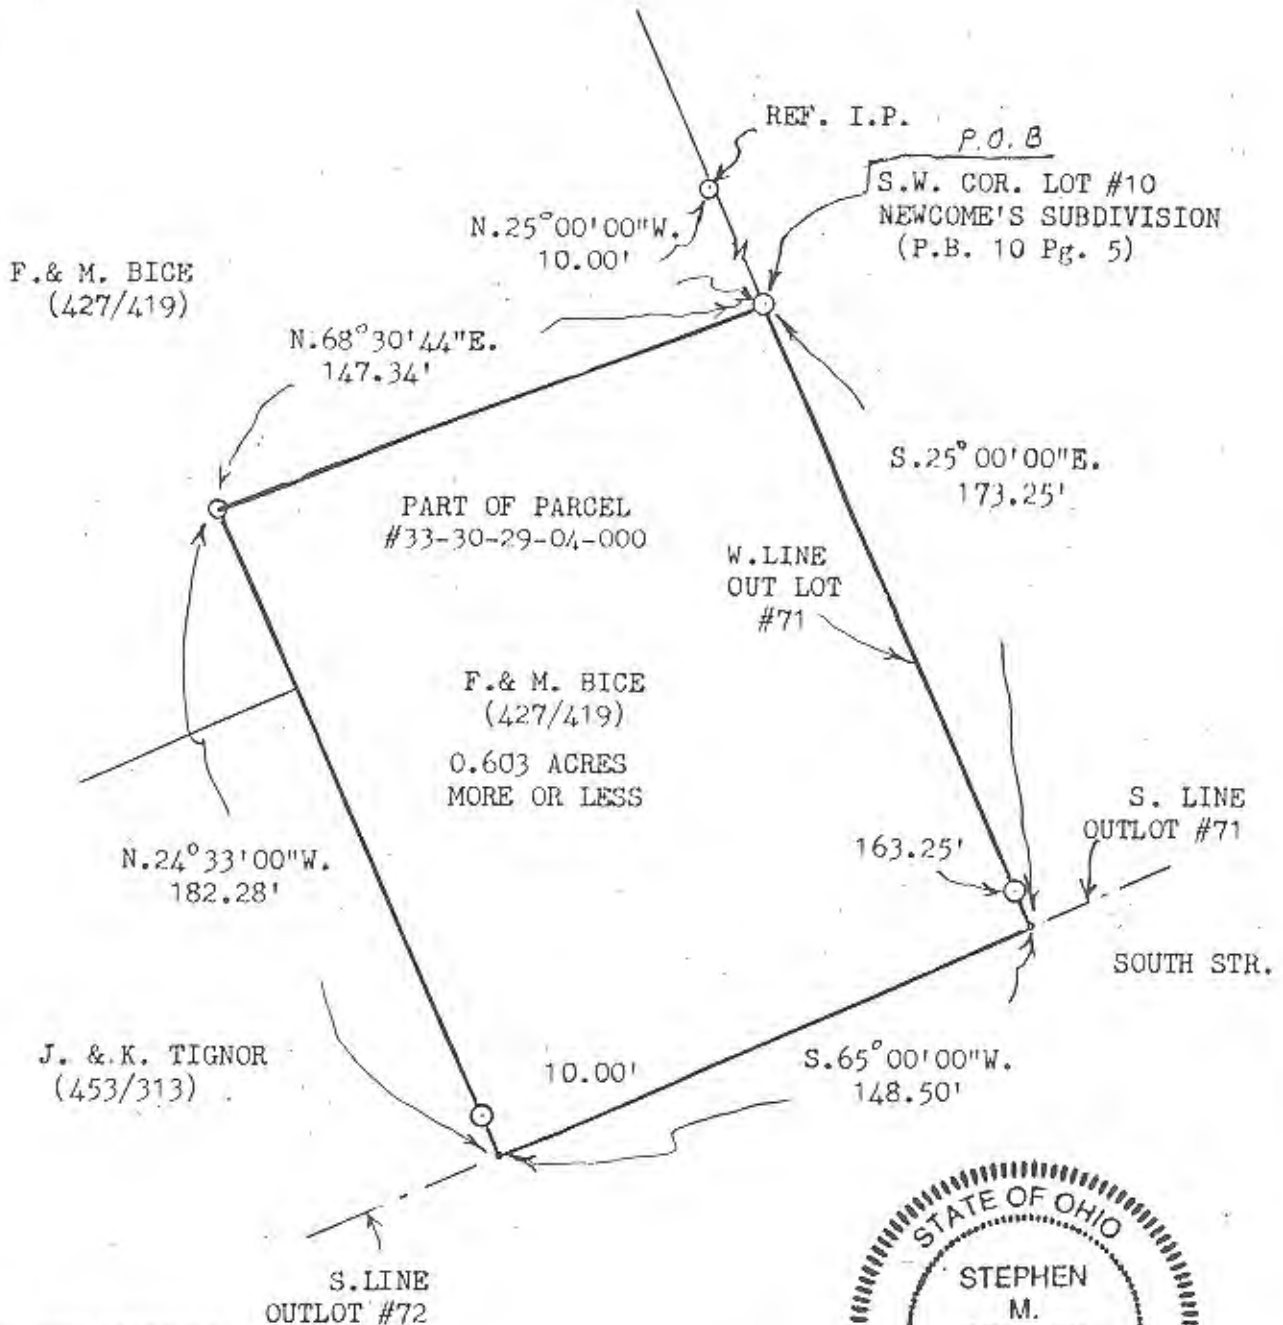 REF. I.P.
P.O.B
S.W. COR. LOT #10
NEWCOME'S SUBDIVISION
(P.B. 10 Pg. 5)
N.25°00'00"W.
10.00'
F.& M. BICE
(427/419)
N.68°30'44"E.
147.34'
S.25°00'00"E.
173.25'
PART OF PARCEL
#33-30-29-04-000
W.LINE
OUT LOT
#71
F.& M. BICE
(427/419)
0.603 ACRES
MORE OR LESS
S. LINE
OUTLOT #71
163.25'
N.24°33'00"W.
182.28'
SOUTH STR.
J. & K. TIGNOR
(453/313)
10.00'
S.65°00'00"W.
148.50'
S.LINE
OUTLOT #72
STATE OF OHIO
STEPHEN
M.